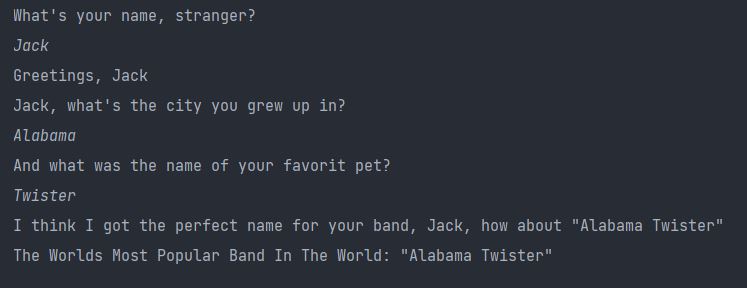 What's your name, stranger?
Jack
Greetings, Jack
Jack, what's the city you grew up in?
Alabama
And what was the name of your favorit pet?
Twister
I think I got the perfect name for your band, Jack, how about "Alabama Twister"
The Worlds Most Popular Band In The World: "Alabama Twister"